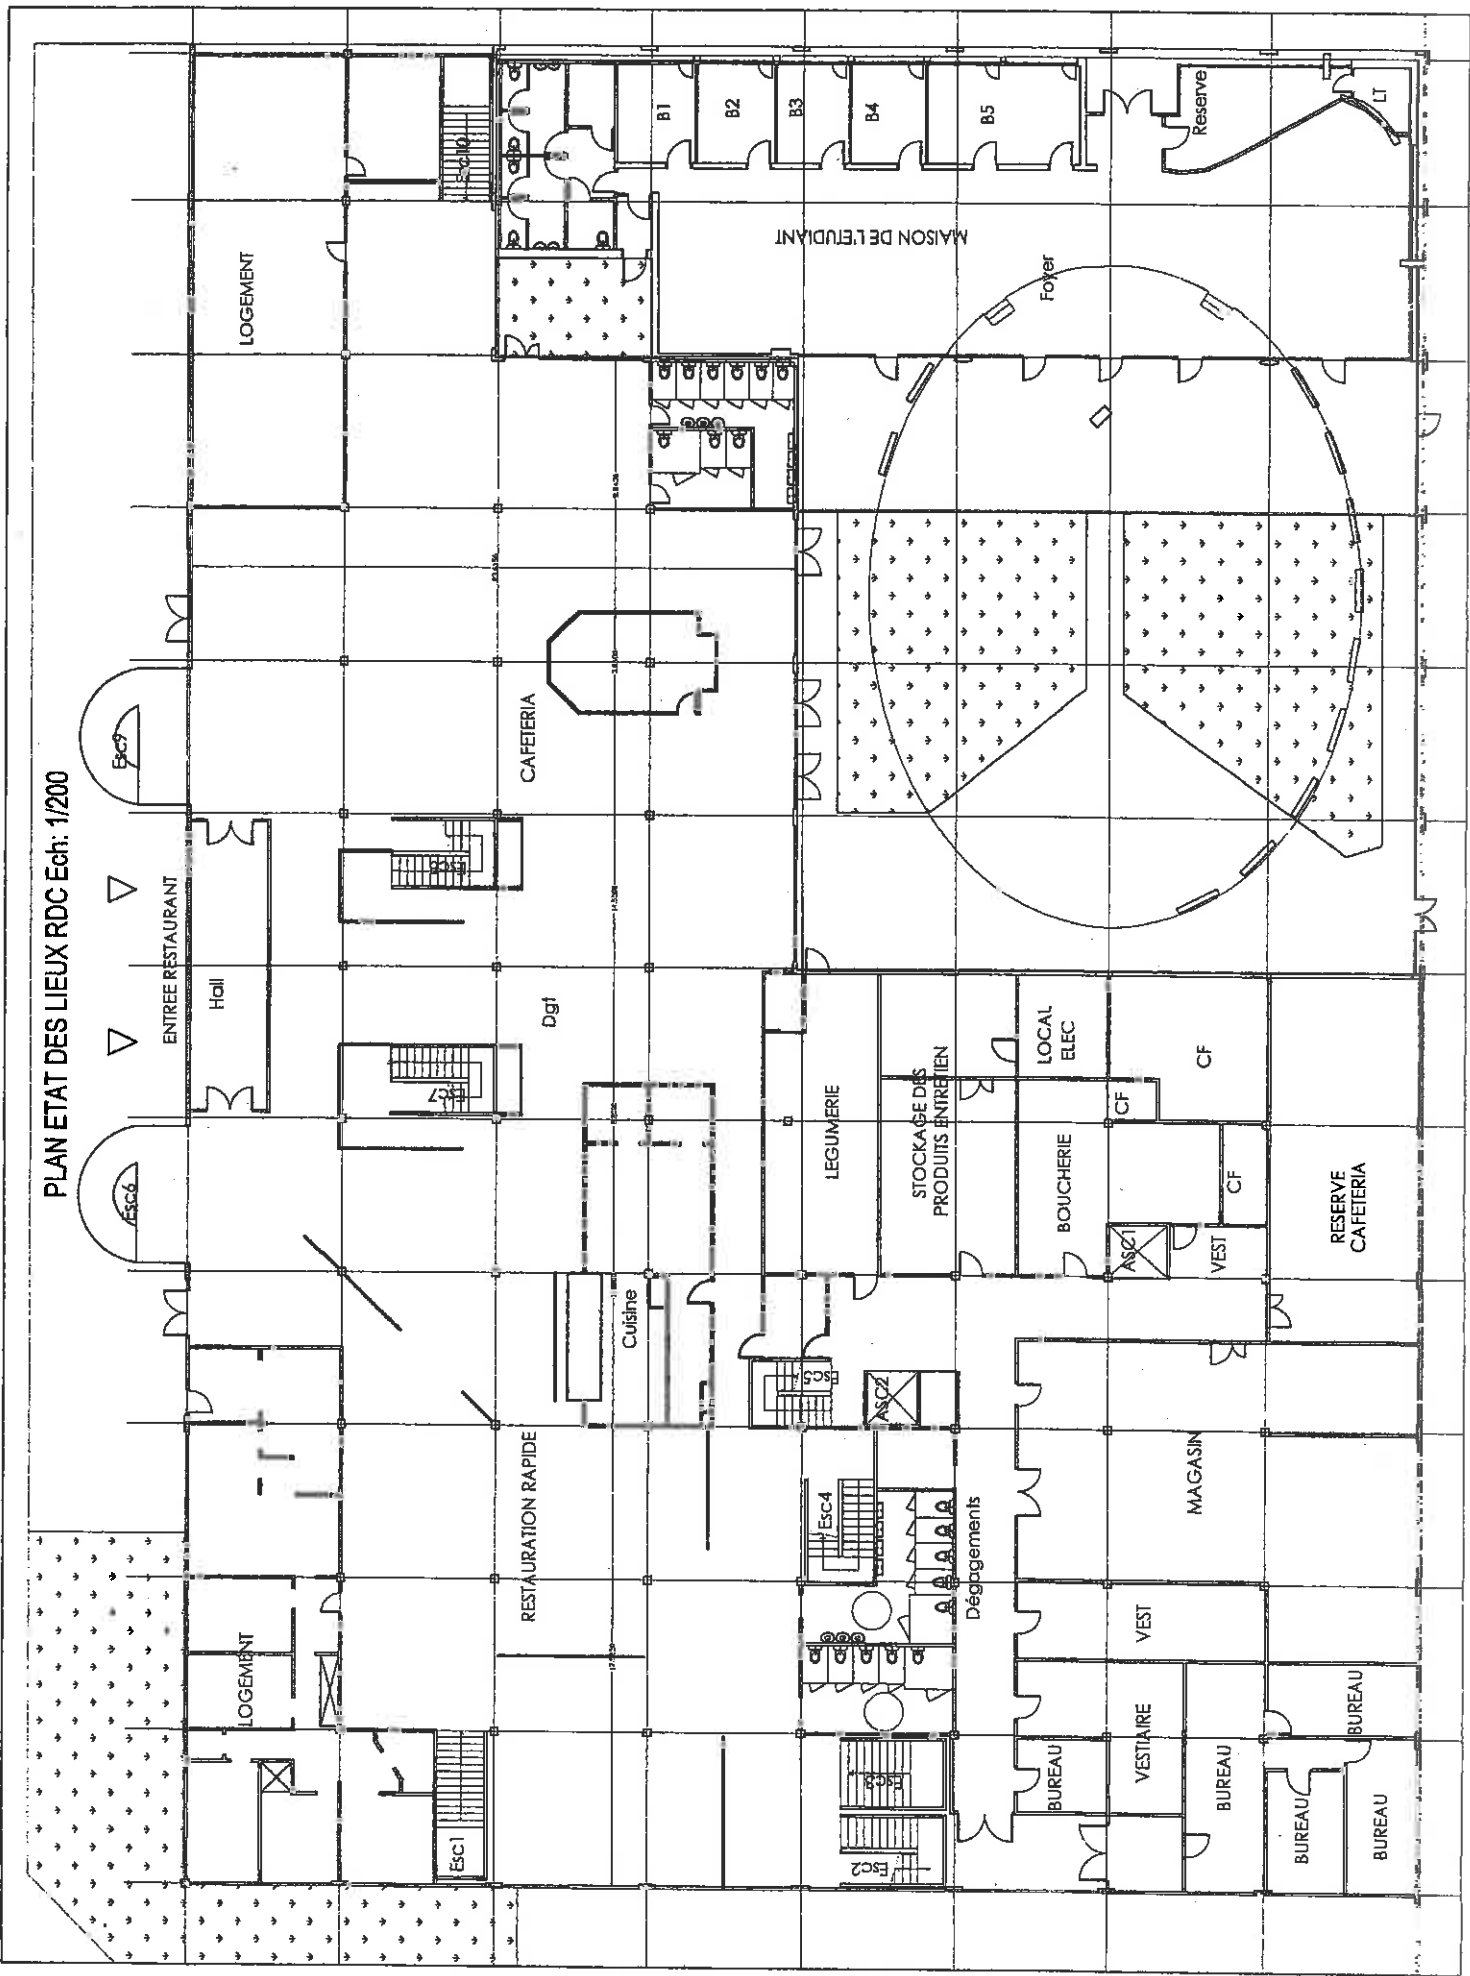 PLAN ETAT DES LIEUX RDC Ech: 1/200
ENTREE RESTAURANT
Hall
Esc6
Esc9
LOGEMENT
LOGEMENT
Esc1
Esc7
Esc8
Esc10
RESTAURATION RAPIDE
Cuisine
Dgt
CAFETERIA
B1
B2
B3
B4
B5
MAISON DE L'ETUDIANT
Foyer
Reserve
LT
Esc2
Esc3
Esc4
Esc5
ASC2
LEGUMERIE
STOCKAGE DES
PRODUITS ENTRETIEN
LOCAL
ELEC
BOUCHERIE
CF
CF
CF
ASC1
VEST
RESERVE
CAFETERIA
Dégagements
MAGASIN
VEST
VESTIAIRE
BUREAU
BUREAU
BUREAU
BUREAU
BUREAU